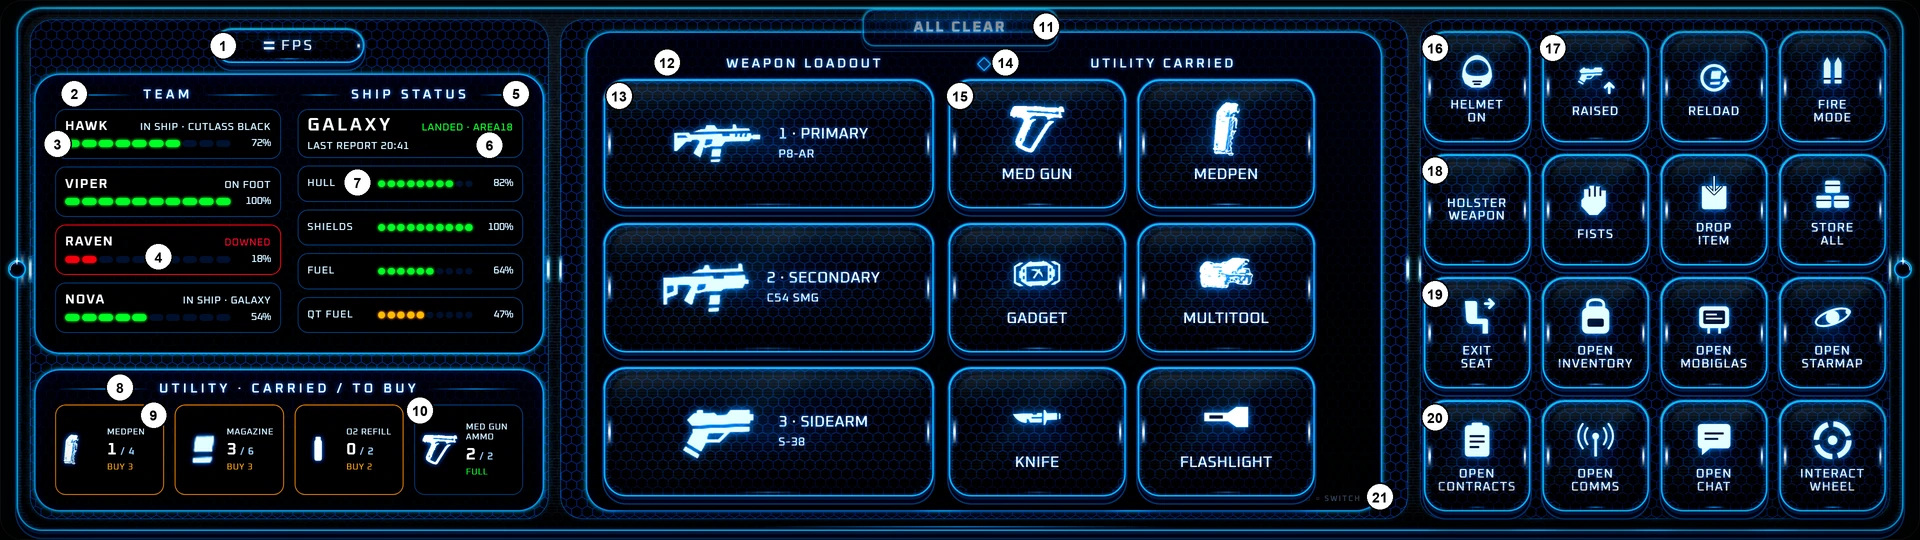 1 FPS
2 TEAM
HAWK IN SHIP · CUTLASS BLACK
3 72%
VIPER ON FOOT
100%
RAVEN DOWNED
4 18%
NOVA IN SHIP · GALAXY
54%
SHIP STATUS 5
GALAXY LANDED · AREA18
LAST REPORT 20:41 6
HULL 7 82%
SHIELDS 100%
FUEL 64%
QT FUEL 47%
8 UTILITY · CARRIED / TO BUY
9
MEDPEN
1 / 4
BUY 3
MAGAZINE
3 / 6
BUY 3
O2 REFILL
0 / 2
BUY 2
10
MED GUN
AMMO
2 / 2
FULL
ALL CLEAR 11
12 WEAPON LOADOUT
13
1 · PRIMARY
P8-AR
2 · SECONDARY
C54 SMG
3 · SIDEARM
S-38
14 UTILITY CARRIED
15
MED GUN
MEDPEN
GADGET
MULTITOOL
KNIFE
FLASHLIGHT
SWITCH 21
16
HELMET
ON
17
RAISED
RELOAD
FIRE
MODE
18
HOLSTER
WEAPON
FISTS
DROP
ITEM
STORE
ALL
19
EXIT
SEAT
OPEN
INVENTORY
OPEN
MOBIGLAS
OPEN
STARMAP
20
OPEN
CONTRACTS
OPEN
COMMS
OPEN
CHAT
INTERACT
WHEEL